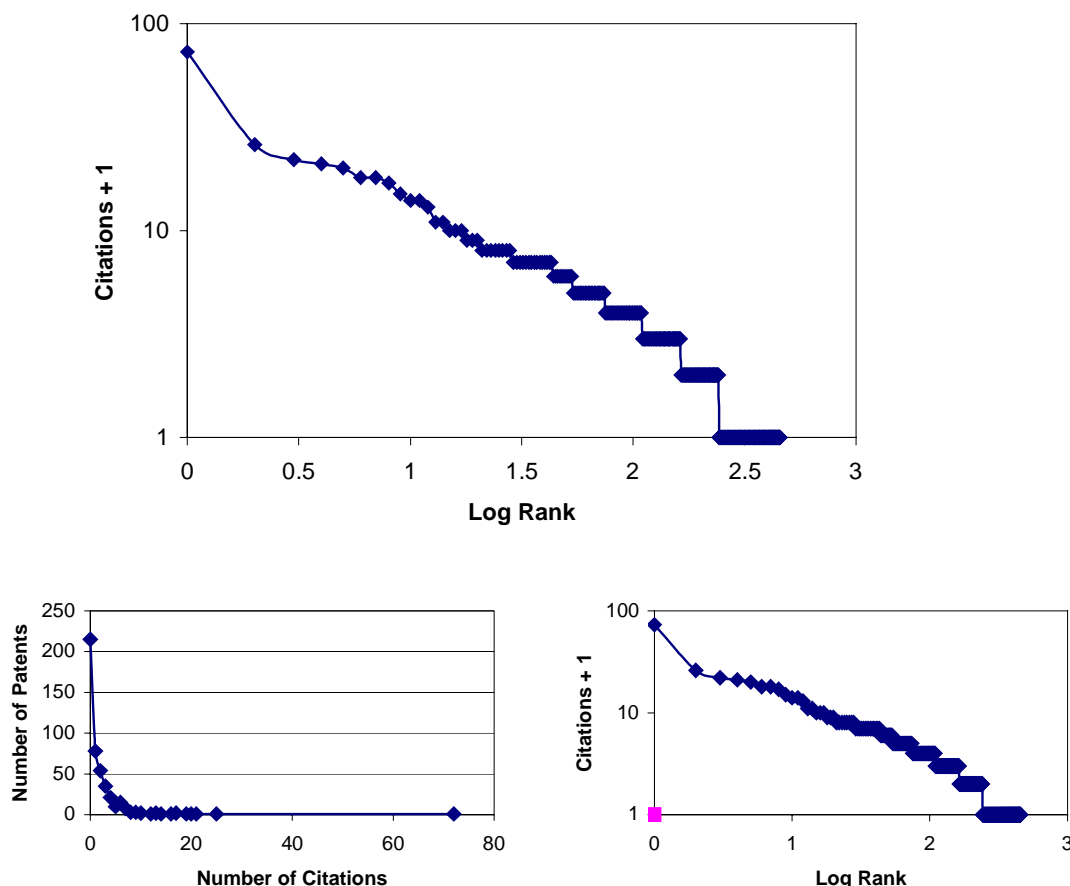 100
10
1
Citations + 1
0 0.5 1 1.5 2 2.5 3
Log Rank
250
200
150
100
50
0
Number of Patents
0 20 40 60 80
Number of Citations
100
10
1
Citations + 1
0 1 2 3
Log Rank